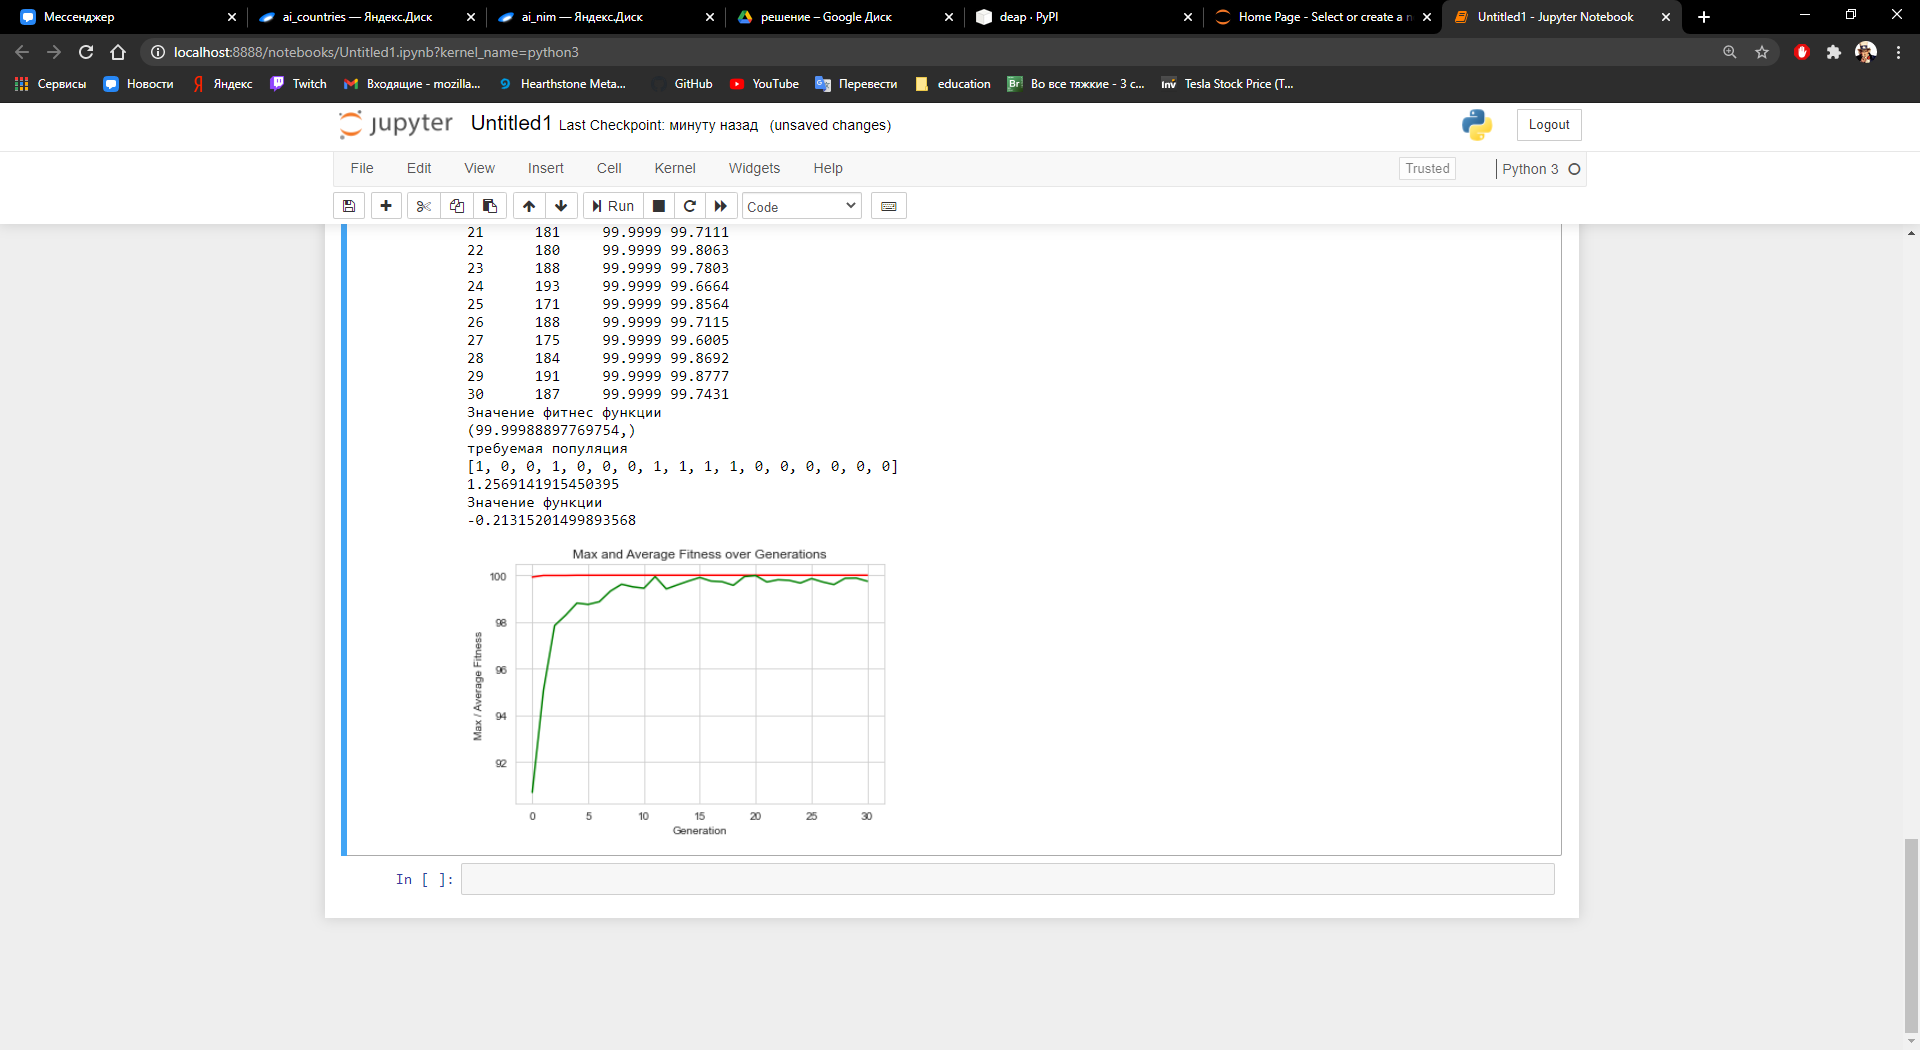 Мессенджер
ai_countries — Яндекс.Диск
ai_nim — Яндекс.Диск
решение – Google Диск
deap · PyPI
Home Page - Select or create a n
Untitled1 - Jupyter Notebook
localhost:8888/notebooks/Untitled1.ipynb?kernel_name=python3
Сервисы
Новости
Яндекс
Twitch
Входящие - mozilla...
Hearthstone Meta...
GitHub
YouTube
Перевести
education
Br Во все тяжкие - 3 с...
inv Tesla Stock Price (T...
jupyter Untitled1 Last Checkpoint: минуту назад (unsaved changes)
Logout
File Edit View Insert Cell Kernel Widgets Help
Trusted
Python 3
Run
Code
21 181 99.9999 99.7111
22 180 99.9999 99.8063
23 188 99.9999 99.7803
24 193 99.9999 99.6664
25 171 99.9999 99.8564
26 188 99.9999 99.7115
27 175 99.9999 99.6005
28 184 99.9999 99.8692
29 191 99.9999 99.8777
30 187 99.9999 99.7431
Значение фитнес функции
(99.99988897769754,)
требуемая популяция
[1, 0, 0, 1, 0, 0, 0, 1, 1, 1, 1, 0, 0, 0, 0, 0, 0]
1.2569141915450395
Значение функции
-0.21315201499893568
Max and Average Fitness over Generations
Max / Average Fitness
100
98
96
94
92
0 5 10 15 20 25 30
Generation
In [ ]: